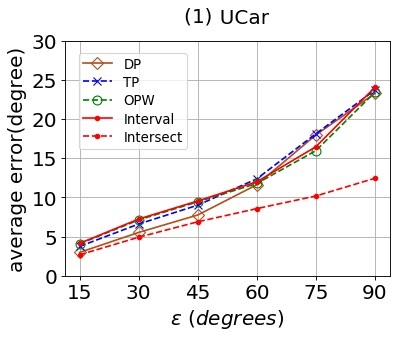 (1) UCar
average error(degree)
30
25
20
15
10
5
0
DP
TP
OPW
Interval
Intersect
15 30 45 60 75 90
ε (degrees)